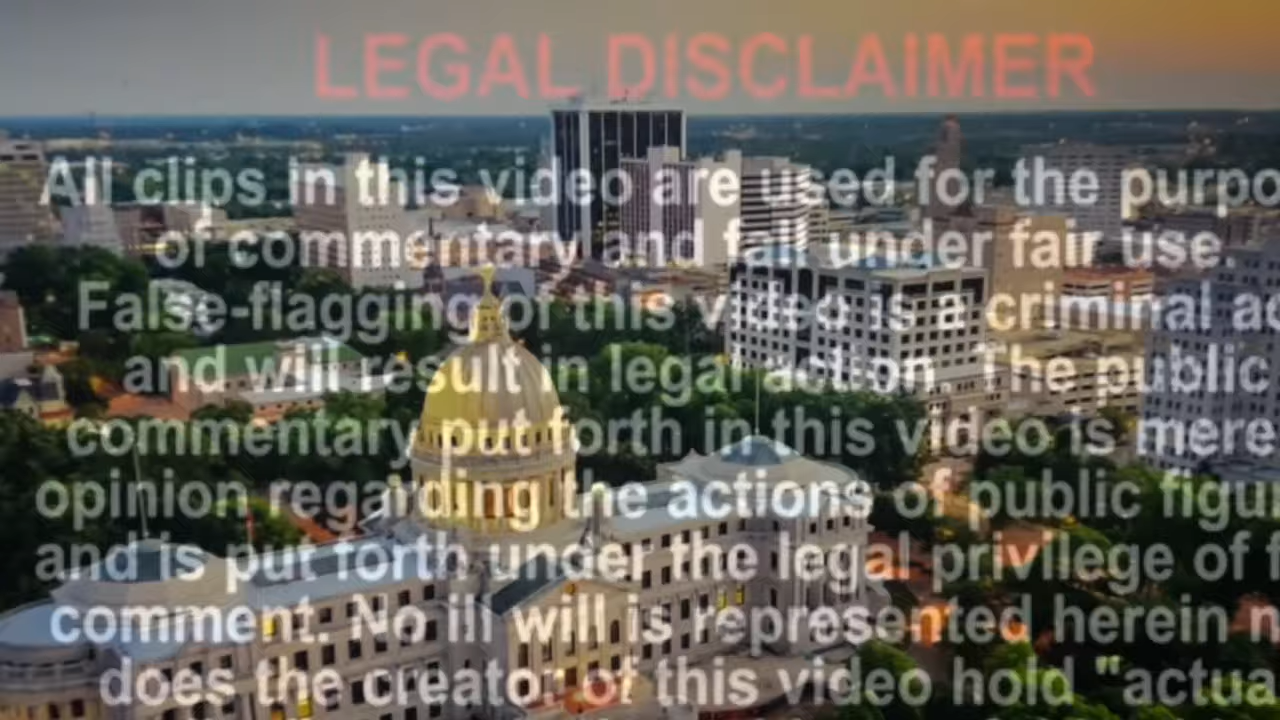 LEGAL DISCLAIMER
All clips in this video are used for the purpo
of commentary and fall under fair use.
False-flagging of this video is a criminal ac
and will result in legal action. The public
commentary put forth in this video is mere
opinion regarding the actions of public figur
and is put forth under the legal privilege of f
comment. No ill will is represented herein n
does the creator of this video hold "actua